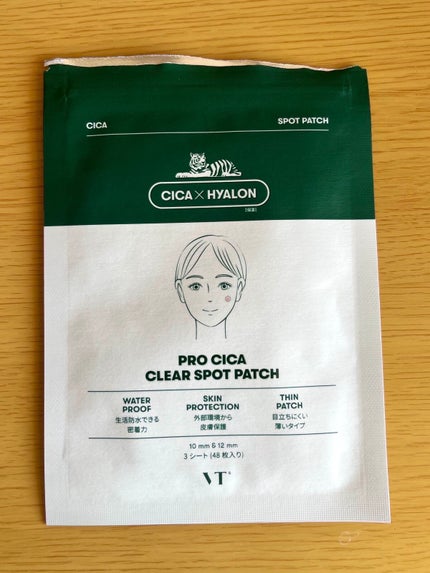 CICA SPOT PATCH
CICA × HYALON
[保湿]
PRO CICA
CLEAR SPOT PATCH
WATER PROOF
生活防水できる
密着力
SKIN PROTECTION
外部環境から
皮膚保護
THIN PATCH
目立ちにくい
薄いタイプ
10 mm & 12 mm
3 シート (48 枚入り)
VT